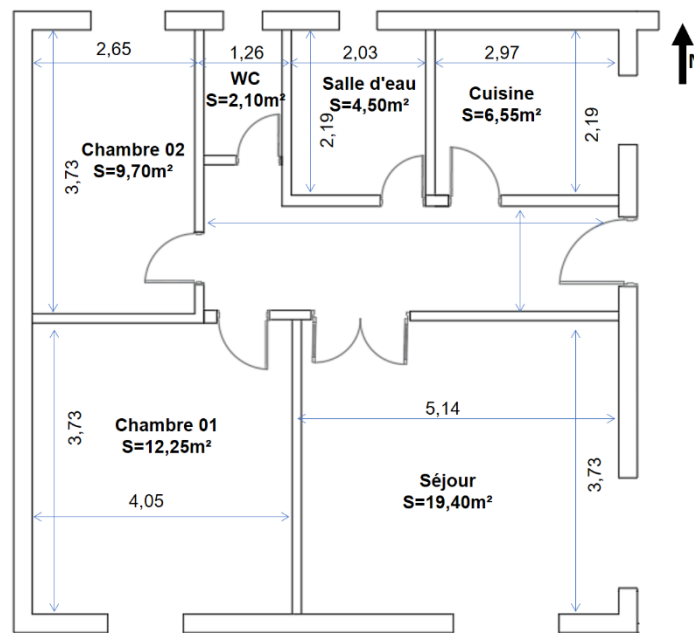 2,65
1,26
2,03
2,97
N
WC
S=2,10m²
Salle d'eau
S=4,50m²
Cuisine
S=6,55m²
2,19
2,19
Chambre 02
S=9,70m²
3,73
5,14
Chambre 01
S=12,25m²
3,73
4,05
Séjour
S=19,40m²
3,73